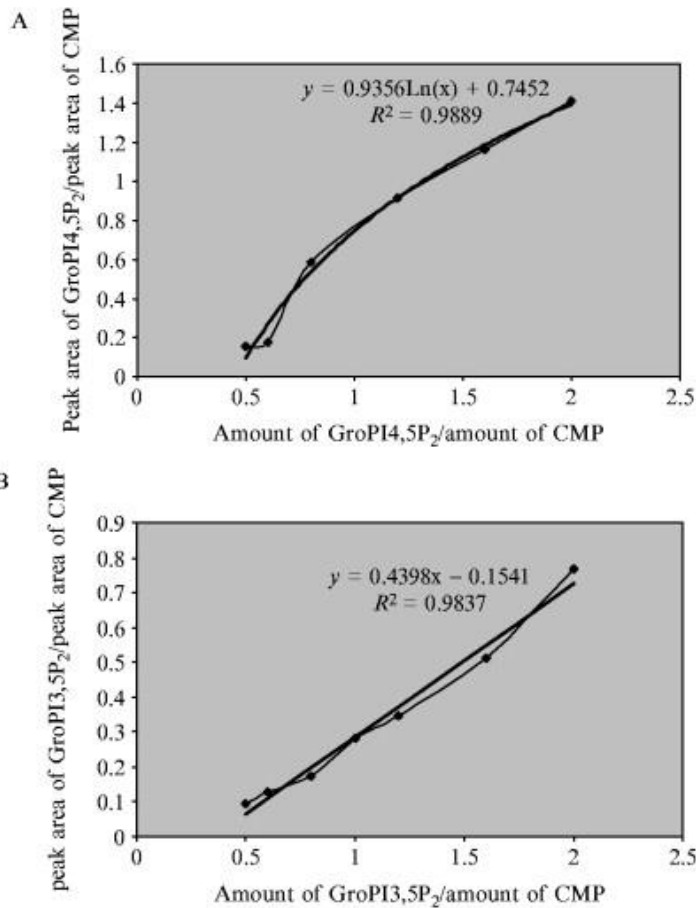 A
Peak area of GroPI4,5P₂/peak area of CMP
1.6
1.4
1.2
1
0.8
0.6
0.4
0.2
0
y = 0.9356Ln(x) + 0.7452
R² = 0.9889
0 0.5 1 1.5 2 2.5
Amount of GroPI4,5P₂/amount of CMP
peak area of GroPI3,5P₂/peak area of CMP
0.9
0.8
0.7
0.6
0.5
0.4
0.3
0.2
0.1
0
y = 0.4398x − 0.1541
R² = 0.9837
0 0.5 1 1.5 2 2.5
Amount of GroPI3,5P₂/amount of CMP